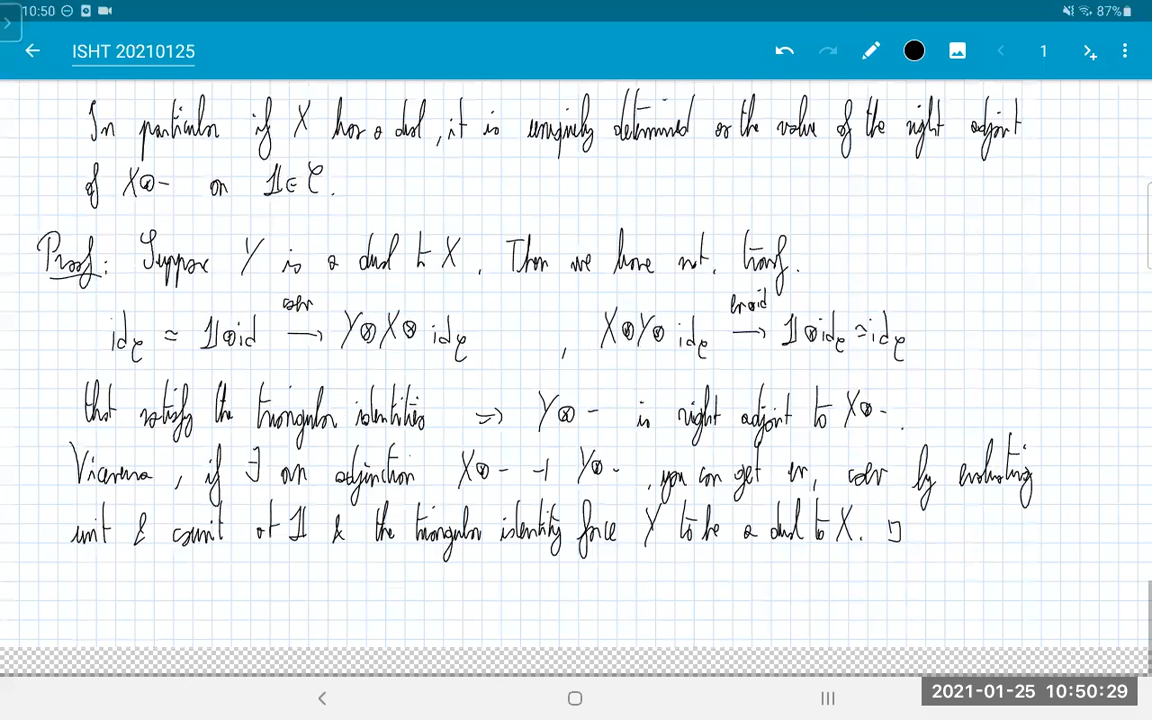 10:50
87%
ISHT 20210125
1
In particular if X has a dual, it is uniquely determined as the value of the right adjoint
of X⊗- on 𝟙∈C.
Proof: Suppose Y is a dual to X. Then we have nat. transf.
id_C ≃ 𝟙⊗id —coev→ Y⊗X⊗ id_C , X⊗Y⊗ id_C —ev⊗id→ 𝟙⊗id_C ≃ id_C
that satisfy the triangular identities ⇒ Y⊗- is right adjoint to X⊗-.
Viceversa, if ∃ an adjunction X⊗- ⊣ Y⊗-, you can get ev, coev by evaluating
unit & counit at 𝟙 & the triangular identity force Y to be a dual to X. □
2021-01-25 10:50:29